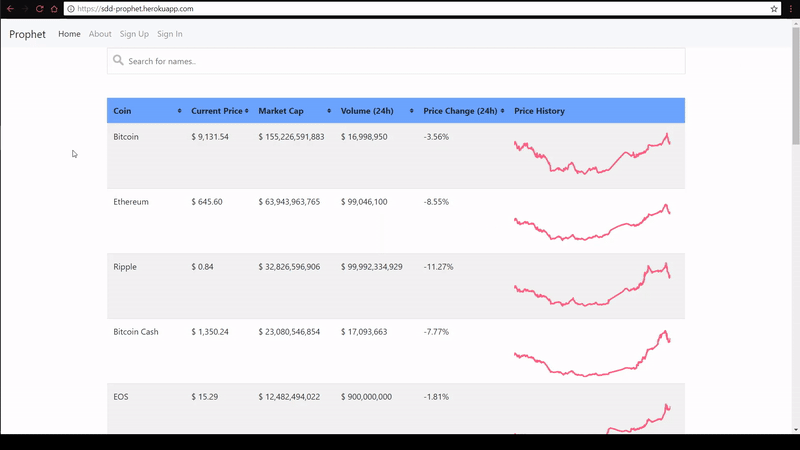 https://sdd-prophet.herokuapp.com
Prophet Home About Sign Up Sign In
Search for names..
Coin Current Price Market Cap Volume (24h) Price Change (24h) Price History
Bitcoin $ 9,131.54 $ 155,226,591,883 $ 16,998,950 -3.56%
Ethereum $ 645.60 $ 63,943,963,765 $ 99,046,100 -8.55%
Ripple $ 0.84 $ 32,826,596,906 $ 99,992,334,929 -11.27%
Bitcoin Cash $ 1,350.24 $ 23,080,546,854 $ 17,093,663 -7.77%
EOS $ 15.29 $ 12,482,494,022 $ 900,000,000 -1.81%